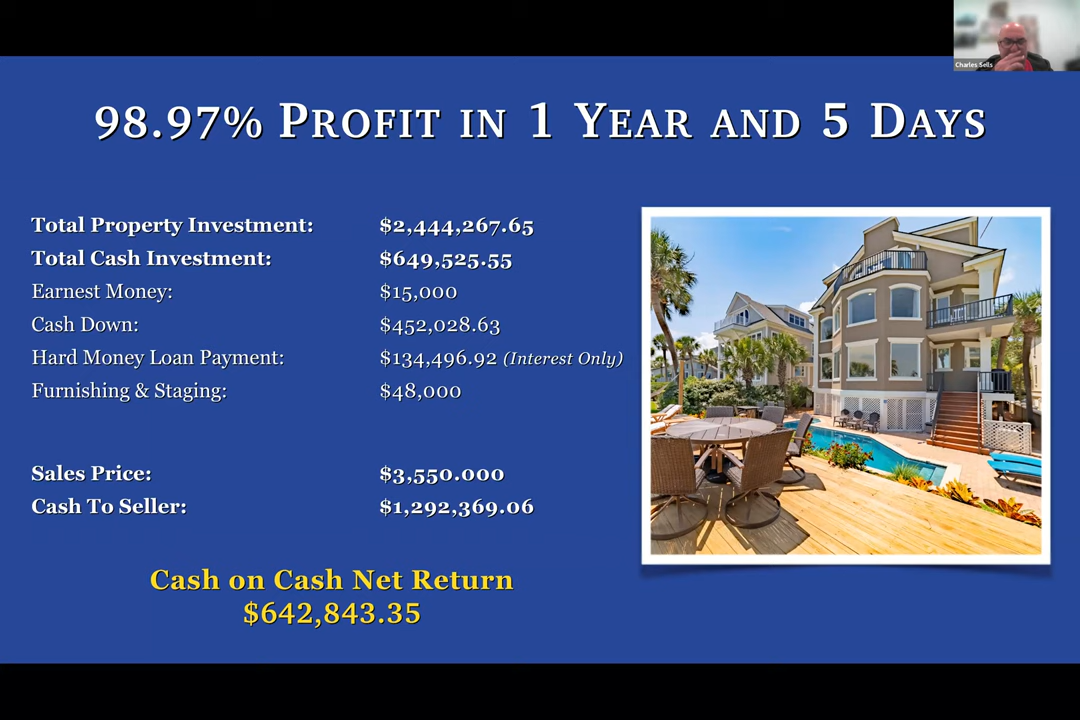 Charles Sells
98.97% Profit in 1 Year and 5 Days
Total Property Investment: $2,444,267.65
Total Cash Investment: $649,525.55
Earnest Money: $15,000
Cash Down: $452,028.63
Hard Money Loan Payment: $134,496.92 (Interest Only)
Furnishing & Staging: $48,000
Sales Price: $3,550.000
Cash To Seller: $1,292,369.06
Cash on Cash Net Return
$642,843.35